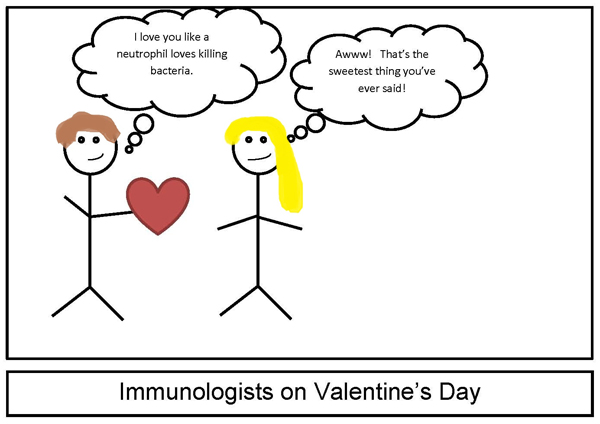 I love you like a
neutrophil loves killing
bacteria.
Awww!   That's the
sweetest thing you've
ever said!
Immunologists on Valentine's Day